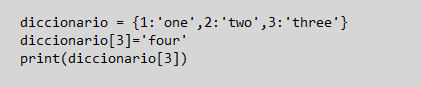 diccionario = {1:'one',2:'two',3:'three'}
diccionario[3]='four'
print(diccionario[3])